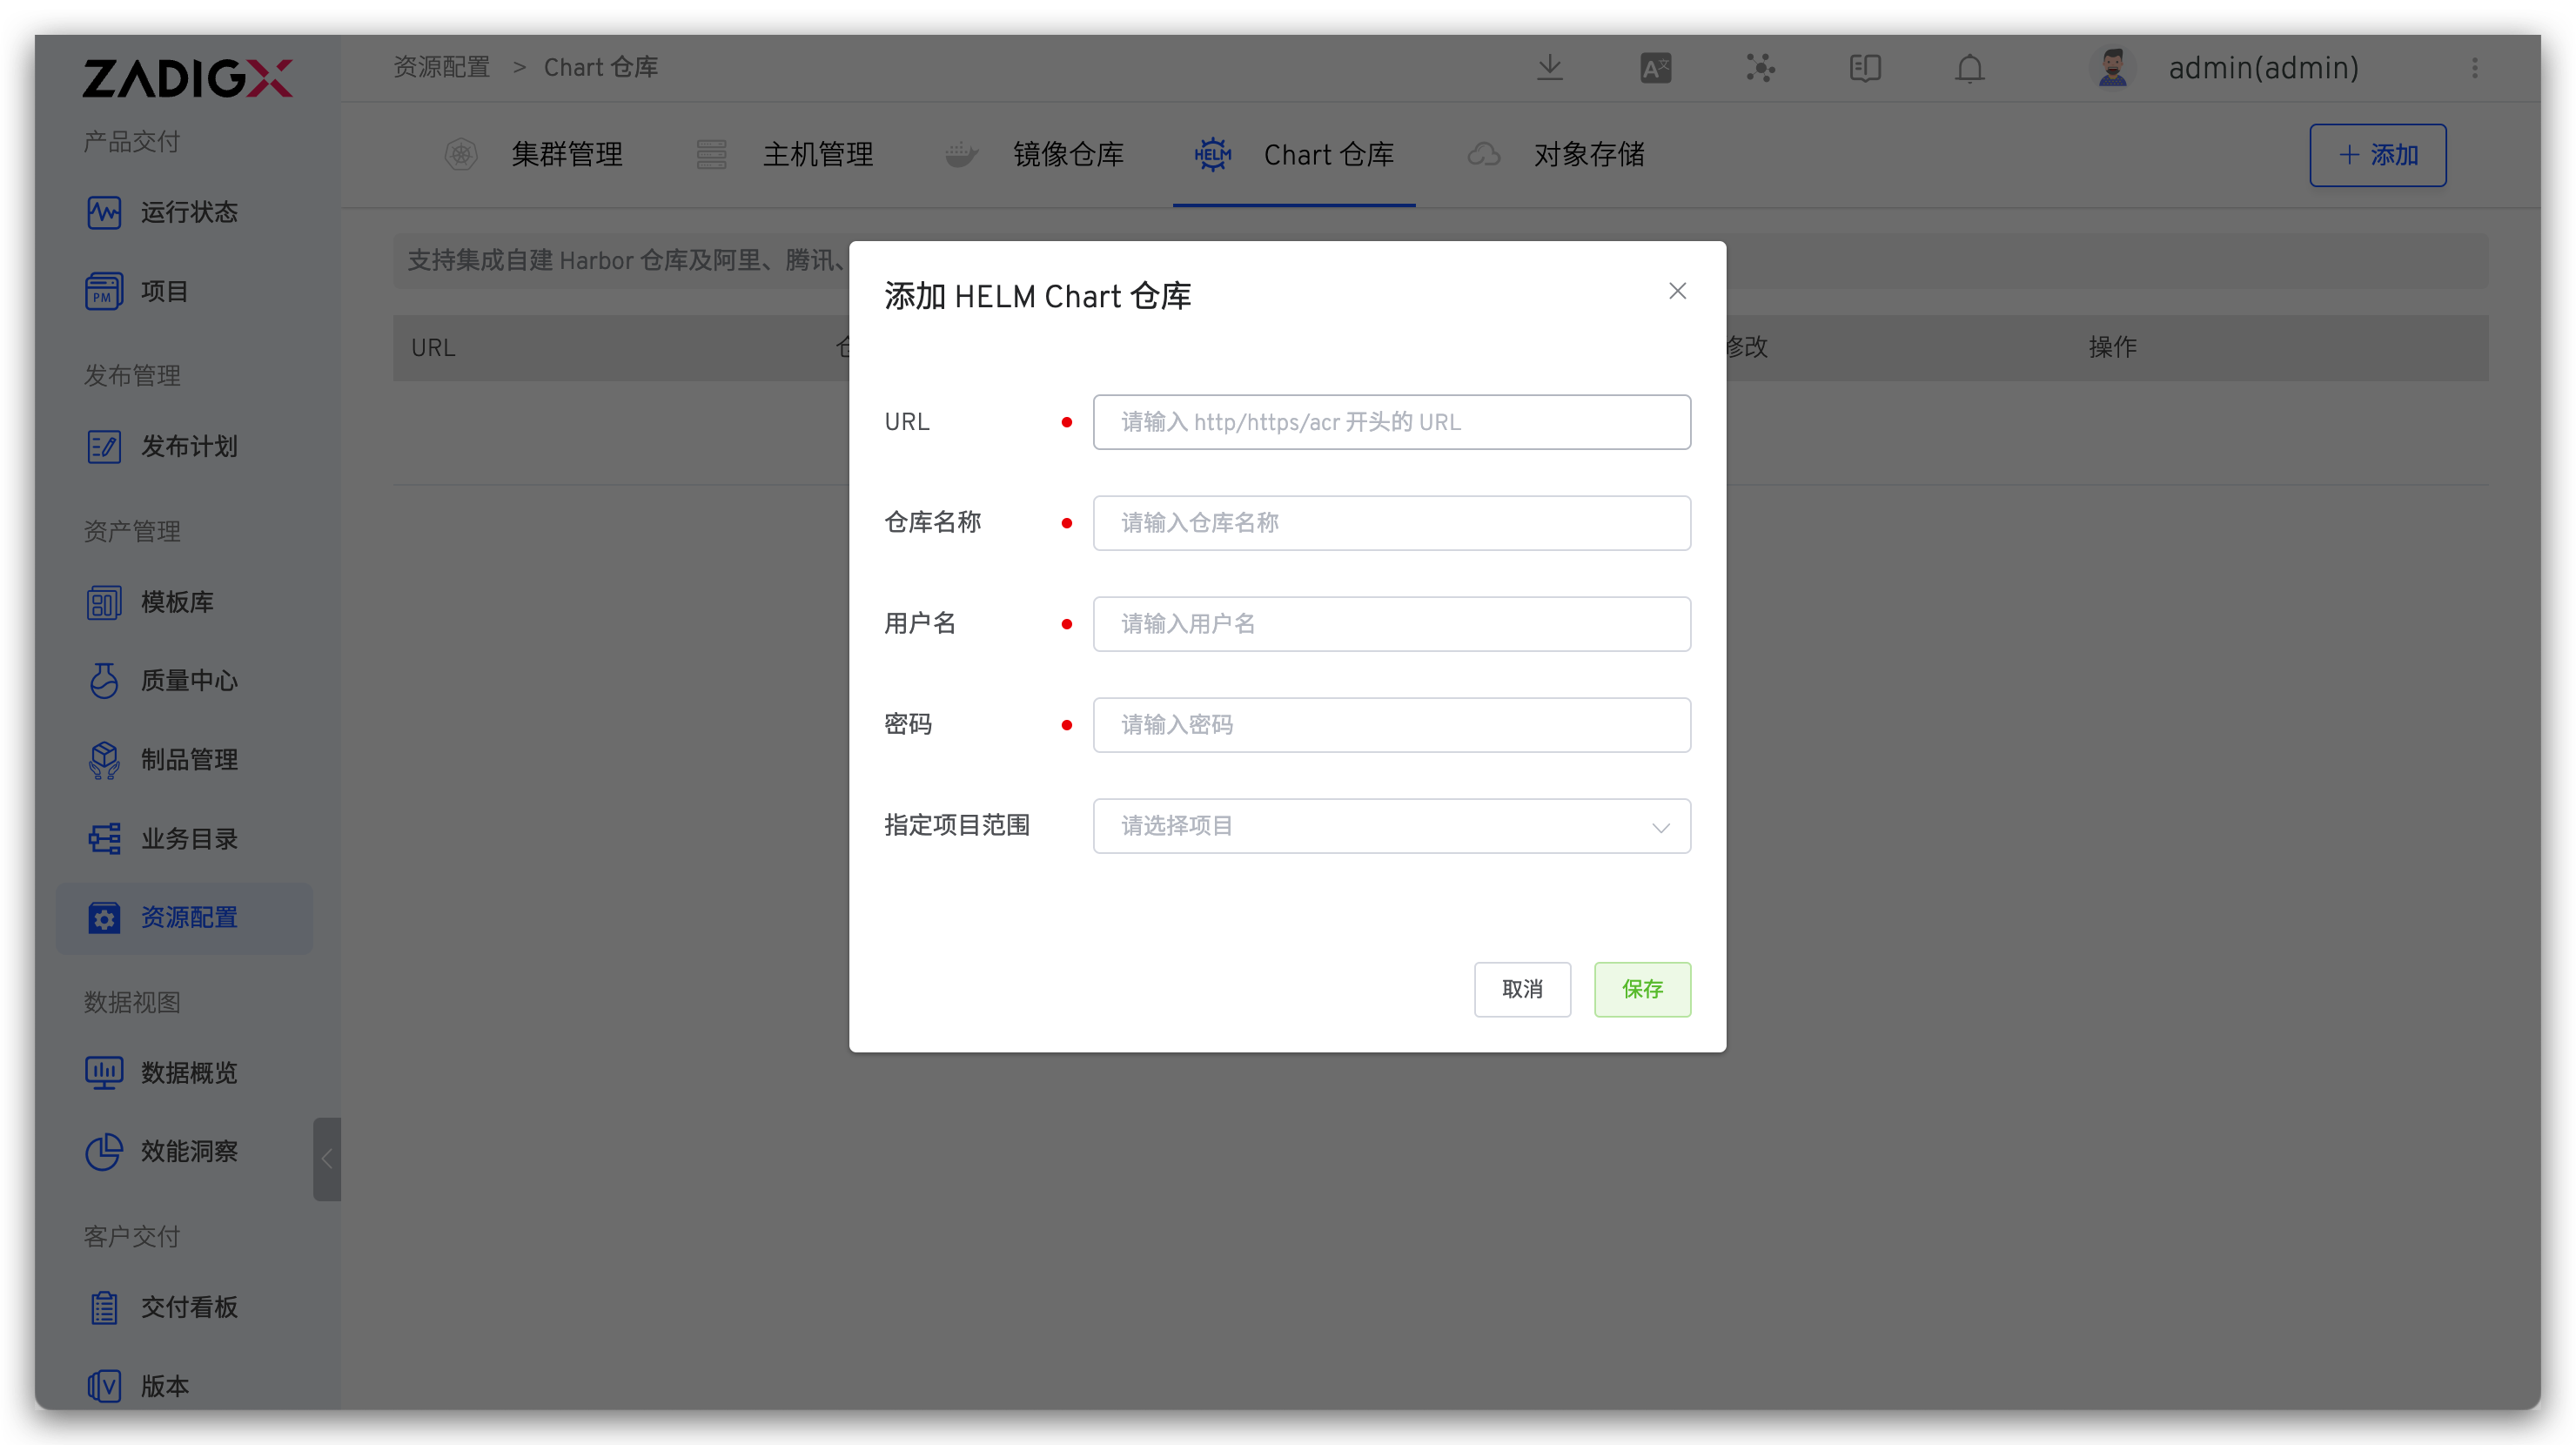 ZADIGX
资源配置 > Chart 仓库
admin(admin)
产品交付
运行状态
项目
PM
发布管理
发布计划
资产管理
模板库
质量中心
制品管理
业务目录
资源配置
数据视图
数据概览
效能洞察
客户交付
交付看板
版本
集群管理
主机管理
镜像仓库
HELM
Chart 仓库
对象存储
+ 添加
支持集成自建 Harbor 仓库及阿里、腾讯、
URL
修改
操作
添加 HELM Chart 仓库
URL
请输入 http/https/acr 开头的 URL
仓库名称
请输入仓库名称
用户名
请输入用户名
密码
请输入密码
指定项目范围
请选择项目
取消
保存